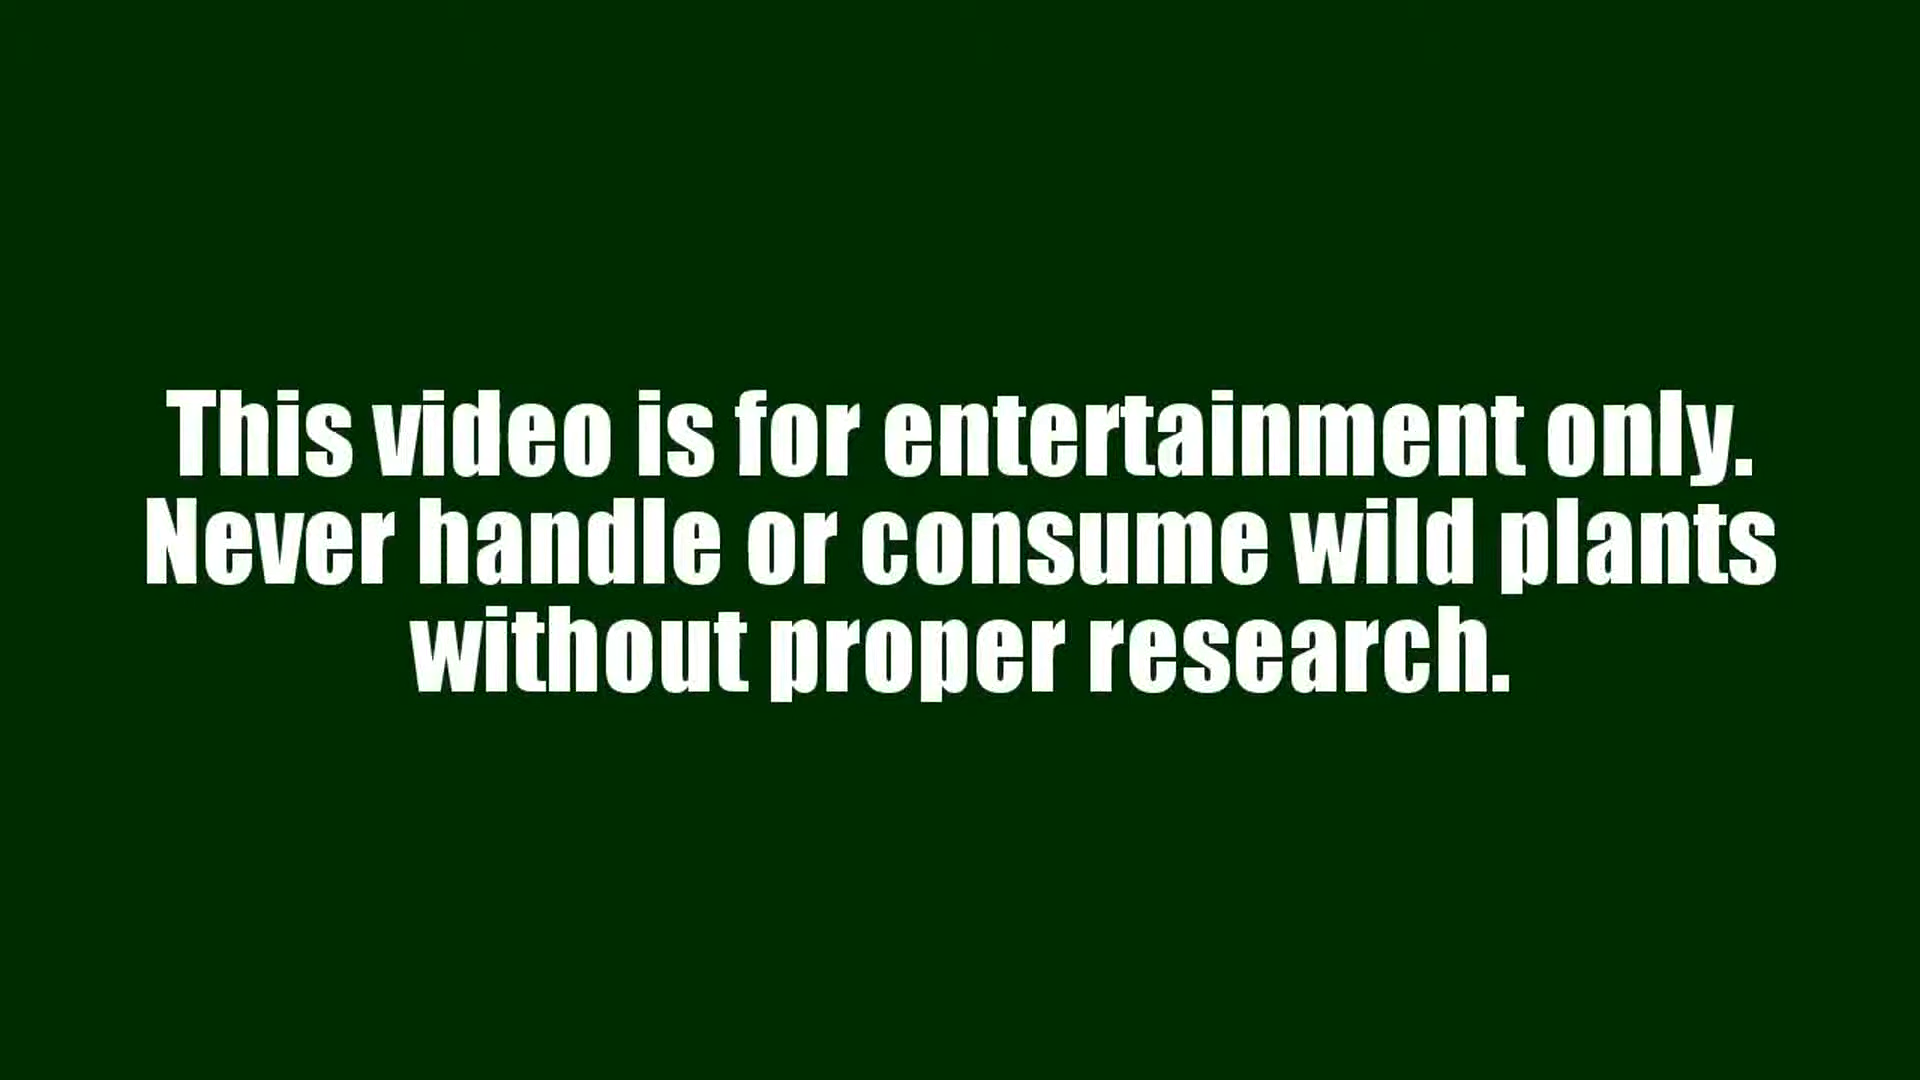 This video is for entertainment only.
Never handle or consume wild plants
without proper research.